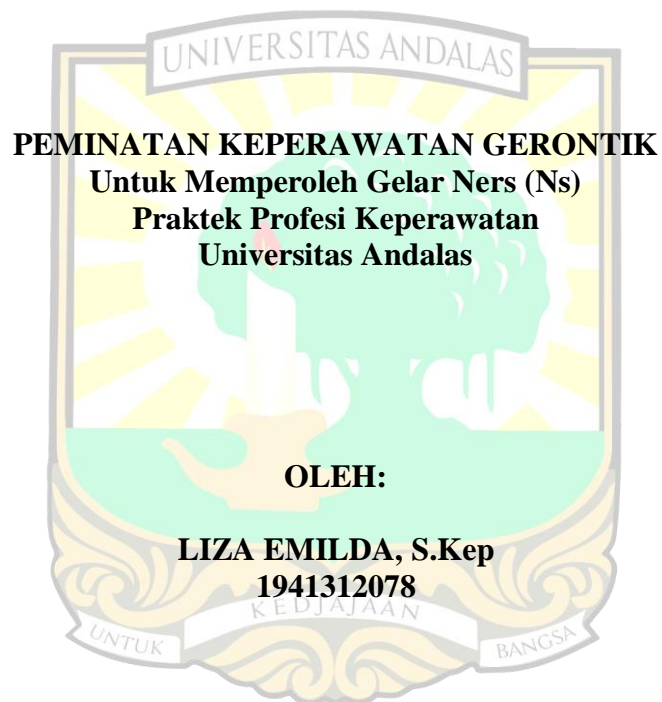 UNIVERSITAS ANDALAS
PEMINATAN KEPERAWATAN GERONTIK
Untuk Memperoleh Gelar Ners (Ns)
Praktek Profesi Keperawatan
Universitas Andalas
OLEH:
LIZA EMILDA, S.Kep
1941312078
UNTUK KEDJAJAAN BANGSA